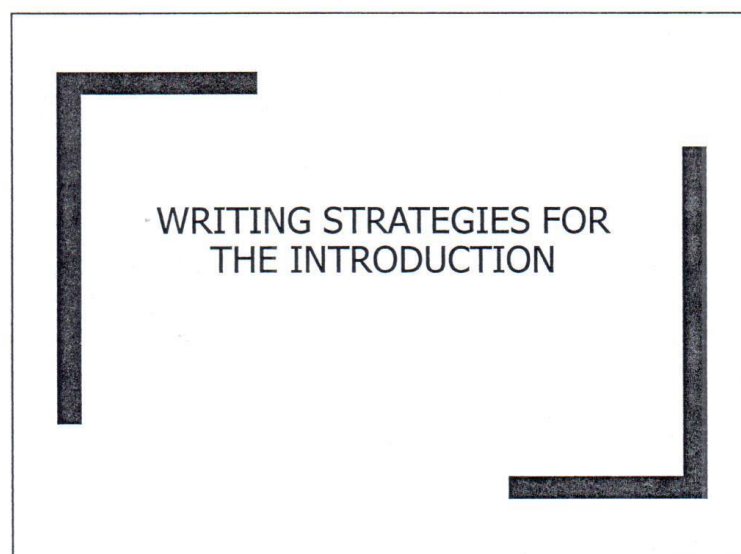 WRITING STRATEGIES FOR
THE INTRODUCTION